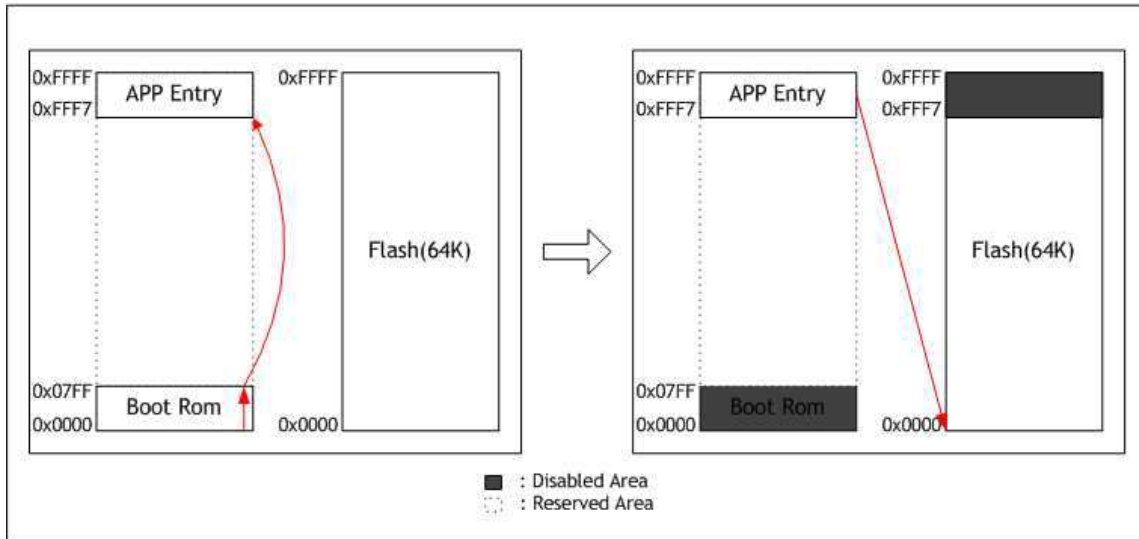 0xFFFF
APP Entry
0xFFF7
0x07FF
Boot Rom
0x0000
0xFFFF
Flash(64K)
0x0000
0xFFFF
APP Entry
0xFFF7
0x07FF
Boot Rom
0x0000
0xFFFF
0xFFF7
Flash(64K)
0x0000
: Disabled Area
: Reserved Area